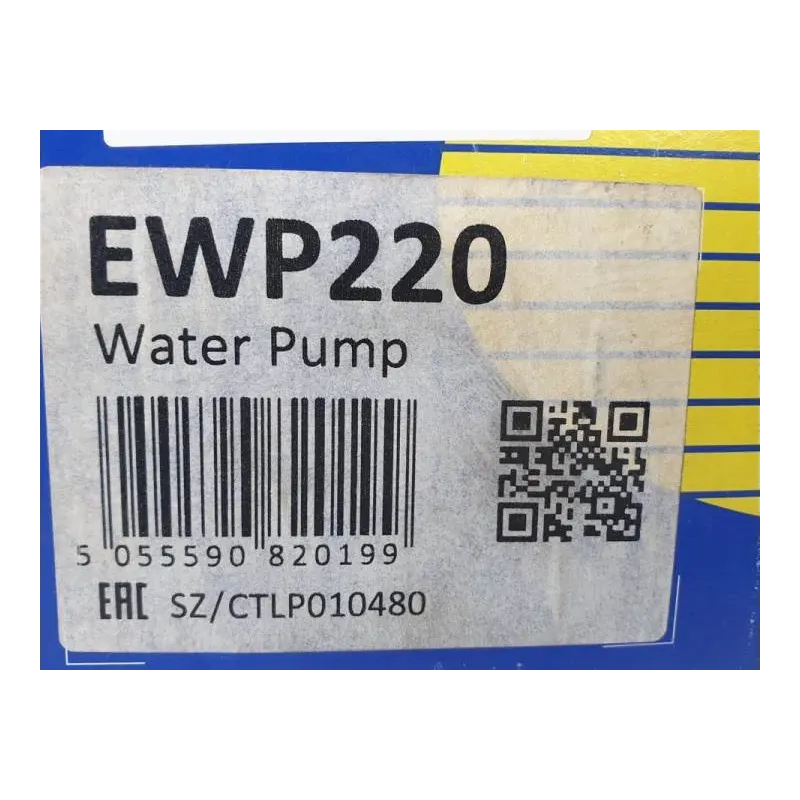 EWP220
Water Pump
5 055590 820199
EAC SZ/CTLP010480